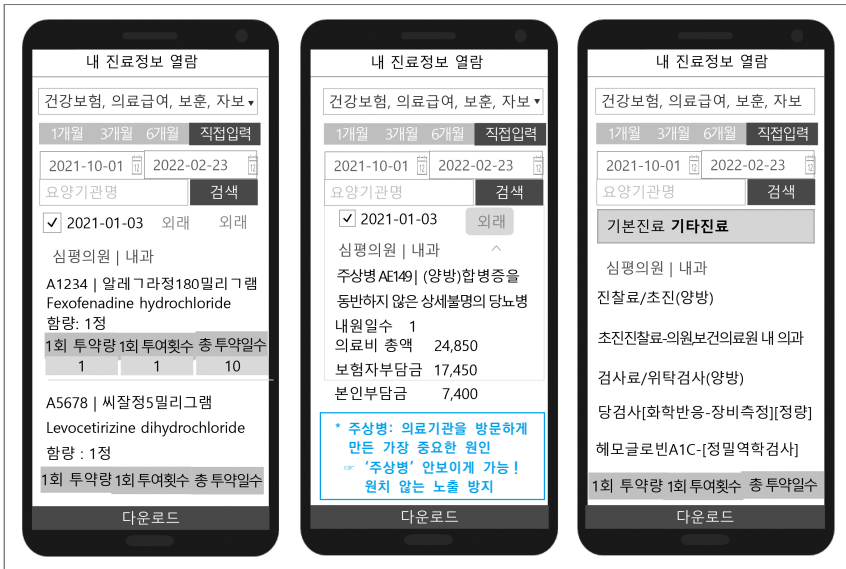 내 진료정보 열람
건강보험, 의료급여, 보훈, 자보
1개월 3개월 6개월 직접입력
2021-10-01 2022-02-23
요양기관명 검색
2021-01-03 외래 외래
심평의원 | 내과
A1234 | 알레ㄱ라정180밀리ㄱ램
Fexofenadine hydrochloride
함량: 1정
1회 투약량 1회 투여횟수 총 투약일수
1 1 10
A5678 | 씨잘정5밀리그램
Levocetirizine dihydrochloride
함량 : 1정
1회 투약량 1회 투여횟수 총 투약일수
다운로드
내 진료정보 열람
건강보험, 의료급여, 보훈, 자보
1개월 3개월 6개월 직접입력
2021-10-01 2022-02-23
요양기관명 검색
2021-01-03 외래
심평의원 | 내과
주상병 AE149 | (양방)합병증을
동반하지 않은 상세불명의 당뇨병
내원일수 1
의료비 총액 24,850
보험자부담금 17,450
본인부담금 7,400
* 주상병: 의료기관을 방문하게
만든 가장 중요한 원인
☞ ‘주상병’ 안보이게 가능!
원치 않는 노출 방지
다운로드
내 진료정보 열람
건강보험, 의료급여, 보훈, 자보
1개월 3개월 6개월 직접입력
2021-10-01 2022-02-23
요양기관명 검색
기본진료 기타진료
심평의원 | 내과
진찰료/초진(양방)
초진진찰료-의원보건의료원 내 의과
검사료/위탁검사(양방)
당검사[화학반응-장비측정][정량]
헤모글로빈A1C-[정밀역학검사]
1회 투약량 1회 투여횟수 총 투약일수
다운로드